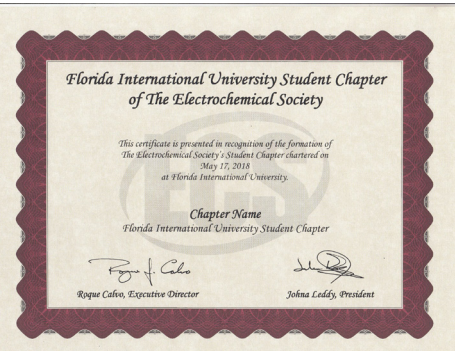 Florida International University Student Chapter
of The Electrochemical Society
This certificate is presented in recognition of the formation of
The Electrochemical Society's Student Chapter chartered on
May 17, 2018
at Florida International University.
Chapter Name
Florida International University Student Chapter
Roque Calvo, Executive Director
Johna Leddy, President